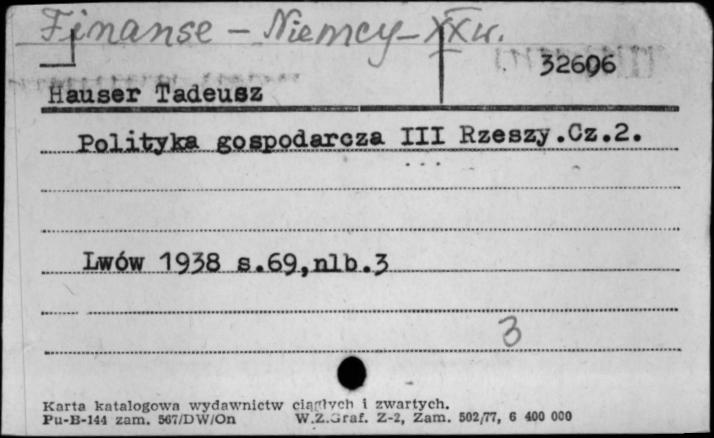 Finanse - Niemcy - XX w.
32606
Hauser Tadeusz
Polityka gospodarcza III Rzeszy.Cz.2.
Lwów 1938 s.69,nlb.3
3
Karta katalogowa wydawnictw ciągłych i zwartych.
Pu-B-144 zam. 567/DW/On W.Z.Graf. Z-2, Zam. 502/77, 6 400 000